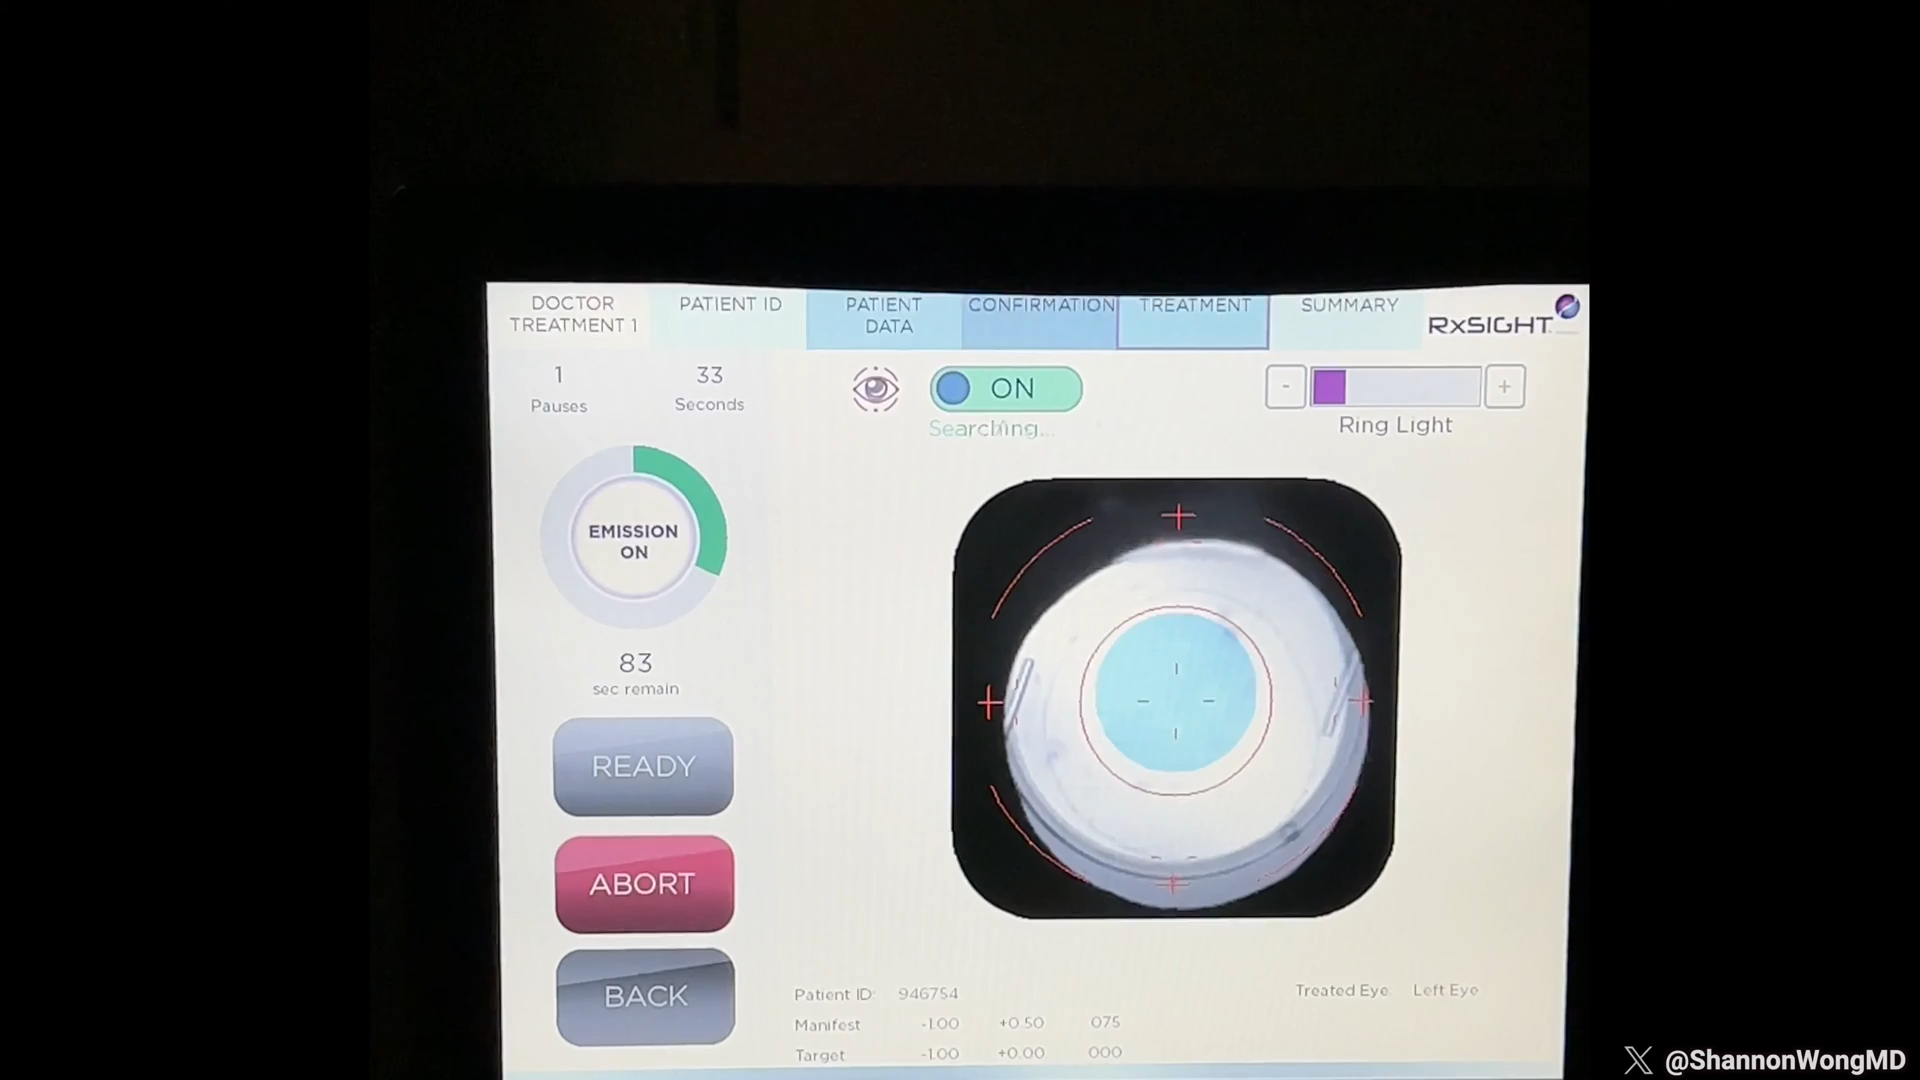 DOCTOR
TREATMENT 1
PATIENT ID
PATIENT
DATA
CONFIRMATION
TREATMENT
SUMMARY
RxSIGHT
1
Pauses
33
Seconds
ON
Searching...
-
+
Ring Light
EMISSION
ON
83
sec remain
READY
ABORT
BACK
Patient ID: 946754
Treated Eye Left Eye
Manifest -1.00 +0.50 075
Target -1.00 +0.00 000
X @ShannonWongMD